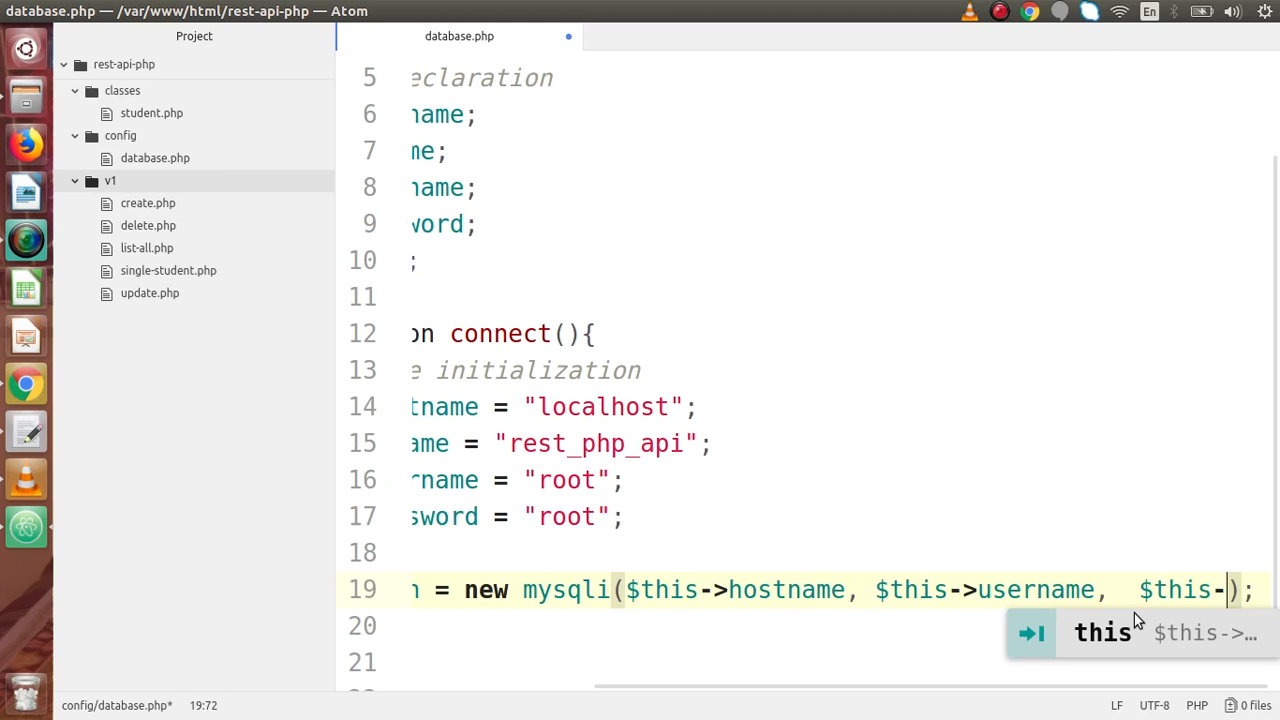 database.php — /var/www/html/rest-api-php — Atom
En
Project
database.php
rest-api-php
classes
student.php
config
database.php
v1
create.php
delete.php
list-all.php
single-student.php
update.php
5 eclaration
6 name;
7 me;
8 name;
9 word;
10 ;
11
12 on connect(){
13 e initialization
14 tname = "localhost";
15 ame = "rest_php_api";
16 rname = "root";
17 sword = "root";
18
19 n = new mysqli($this->hostname, $this->username,  $this-);
20
this $this->…
21
22
config/database.php* 19:72
LF UTF-8 PHP 0 files